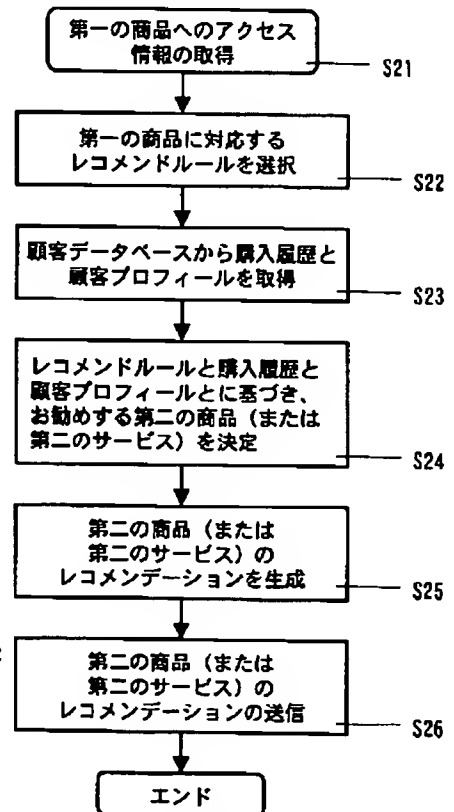 第一の商品へのアクセス
情報の取得
S21
第一の商品に対応する
レコメンドルールを選択
S22
顧客データベースから購入履歴と
顧客プロフィールを取得
S23
レコメンドルールと購入履歴と
顧客プロフィールとに基づき、
お勧めする第二の商品（または
第二のサービス）を決定
S24
第二の商品（または
第二のサービス）の
レコメンデーションを生成
S25
第二の商品（または
第二のサービス）の
レコメンデーションの送信
S26
エンド